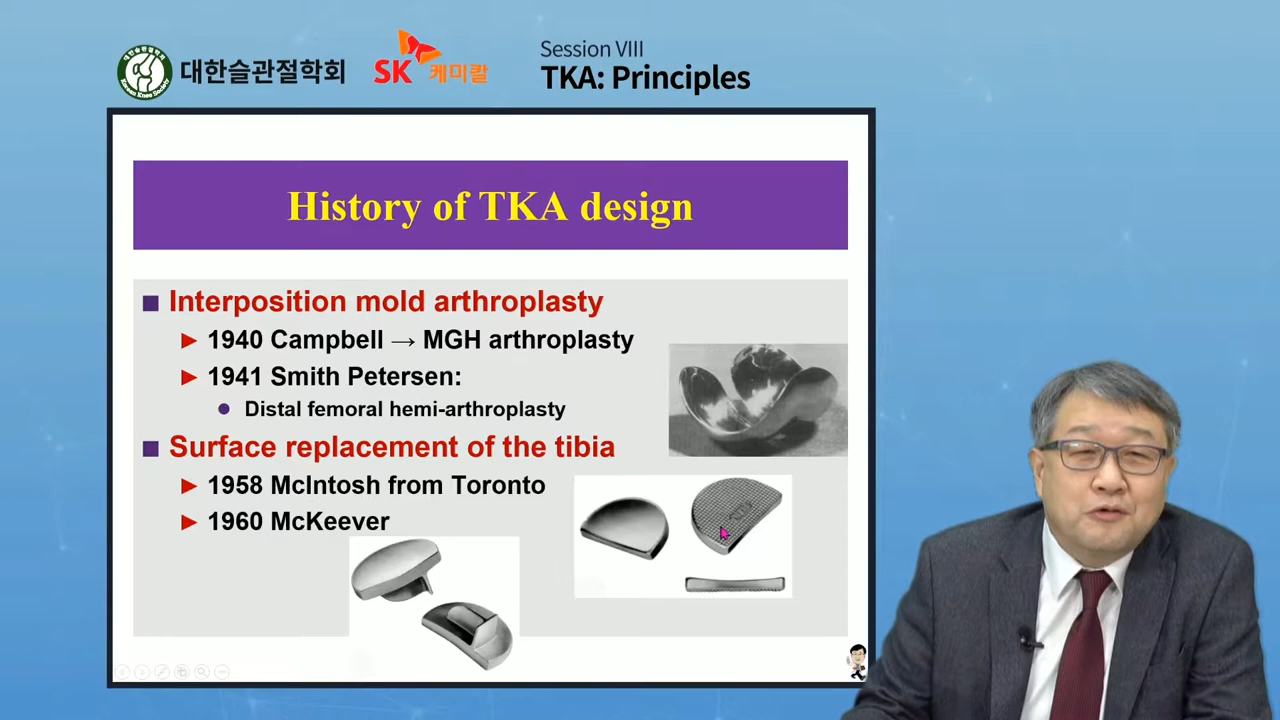 대한슬관절학회
SK 케미칼
Session VIII
TKA: Principles
History of TKA design
Interposition mold arthroplasty
1940 Campbell → MGH arthroplasty
1941 Smith Petersen:
Distal femoral hemi-arthroplasty
Surface replacement of the tibia
1958 McIntosh from Toronto
1960 McKeever